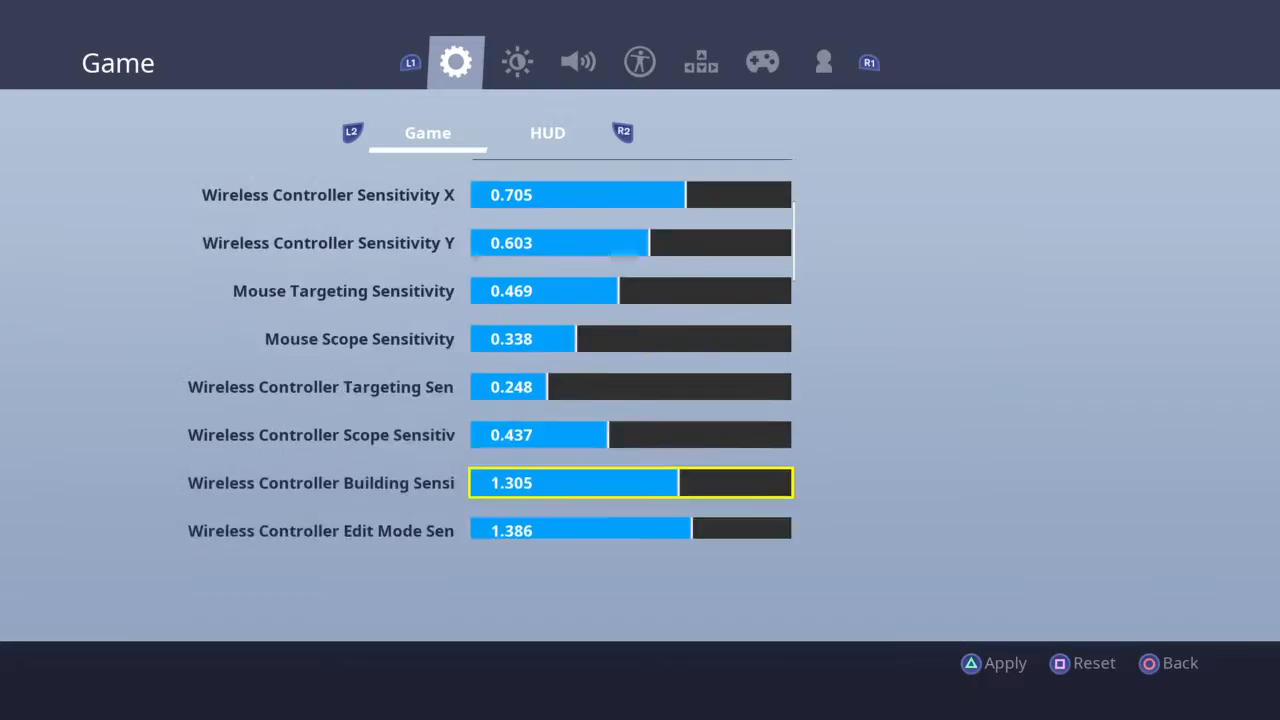 Game
L1
R1
L2
Game
HUD
R2
Wireless Controller Sensitivity X
0.705
Wireless Controller Sensitivity Y
0.603
Mouse Targeting Sensitivity
0.469
Mouse Scope Sensitivity
0.338
Wireless Controller Targeting Sen
0.248
Wireless Controller Scope Sensitiv
0.437
Wireless Controller Building Sensi
1.305
Wireless Controller Edit Mode Sen
1.386
Apply
Reset
Back